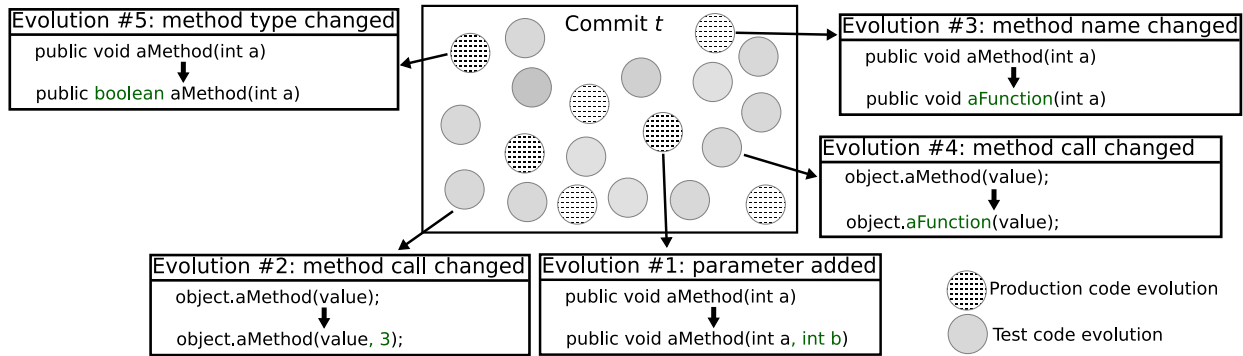 Evolution #5: method type changed
public void aMethod(int a)
public boolean aMethod(int a)
Commit t
Evolution #3: method name changed
public void aMethod(int a)
public void aFunction(int a)
Evolution #4: method call changed
object.aMethod(value);
object.aFunction(value);
Evolution #2: method call changed
object.aMethod(value);
object.aMethod(value, 3);
Evolution #1: parameter added
public void aMethod(int a)
public void aMethod(int a, int b)
Production code evolution
Test code evolution